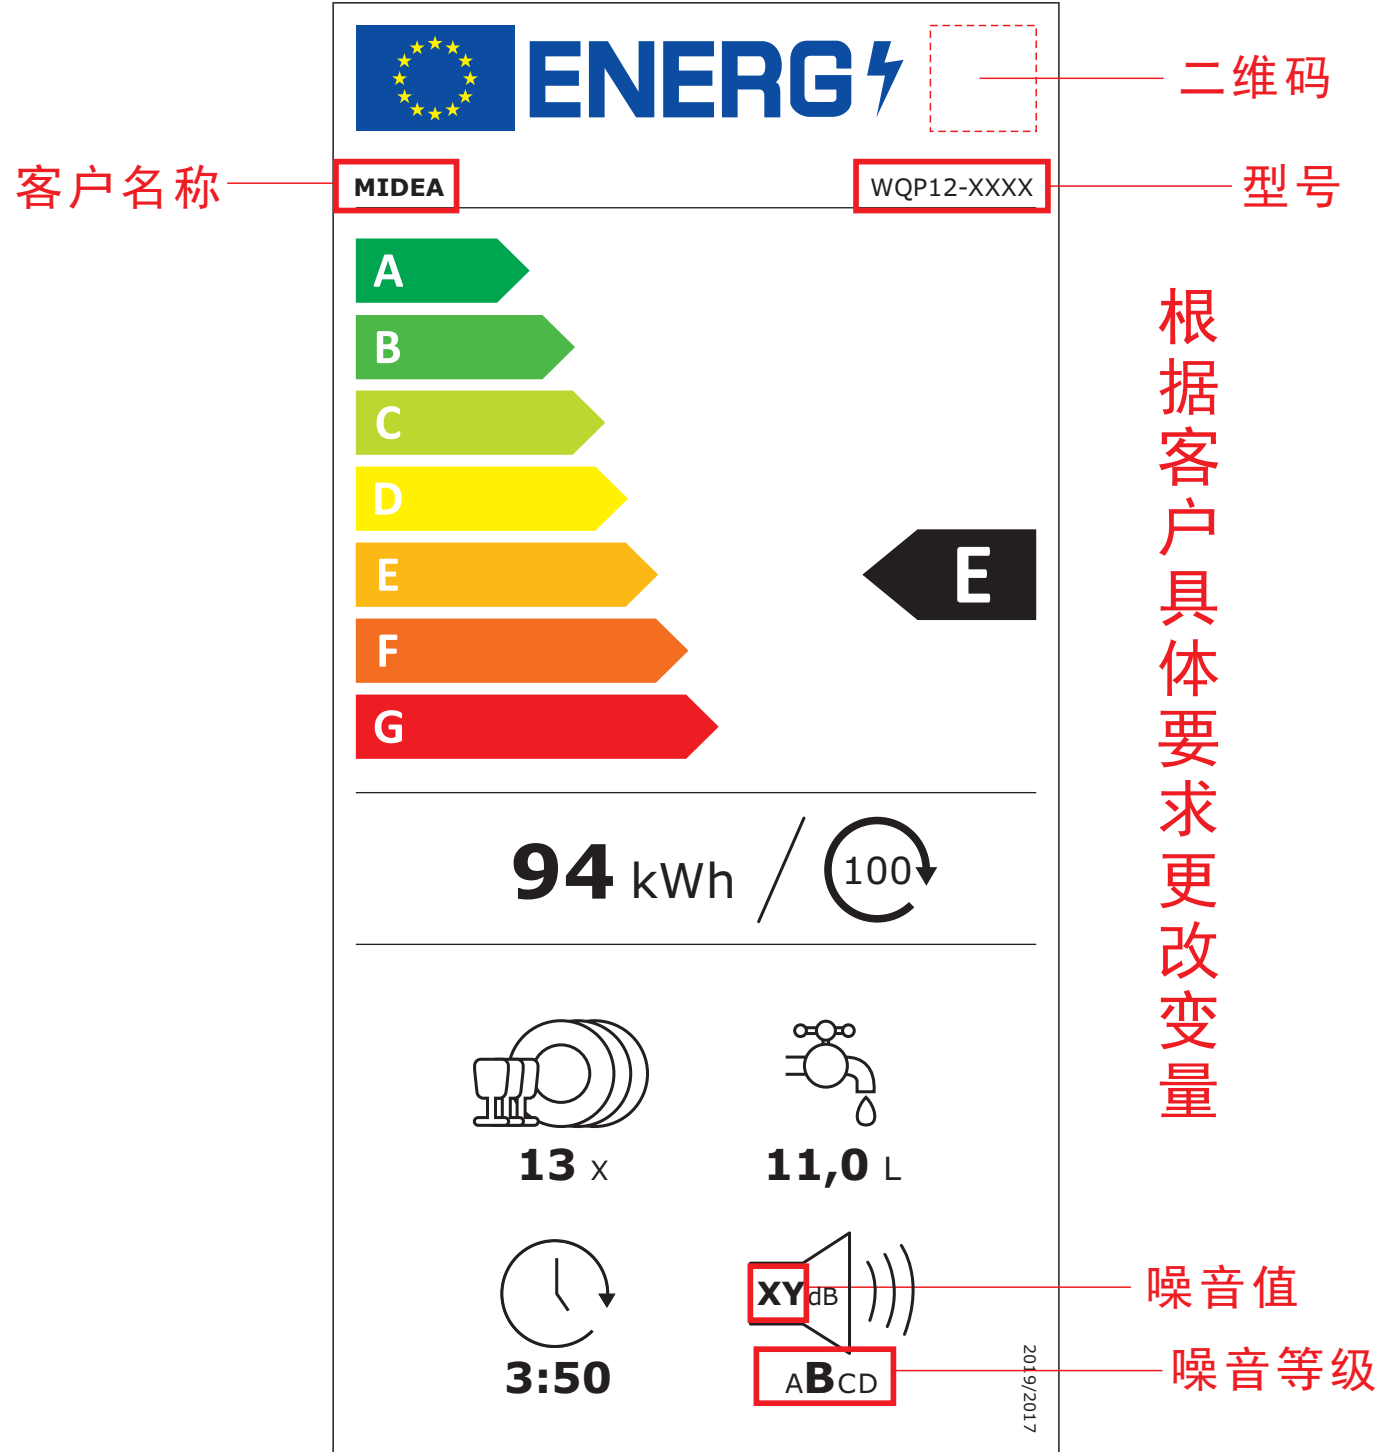 ENERG
二维码
客户名称
MIDEA
WQP12-XXXX
型号
A
B
C
D
E
F
G
E
根据客户具体要求更改变量
94 kWh / 100
13 X
11,0 L
XY dB
噪音值
3:50
ABCD
噪音等级
2019/2017